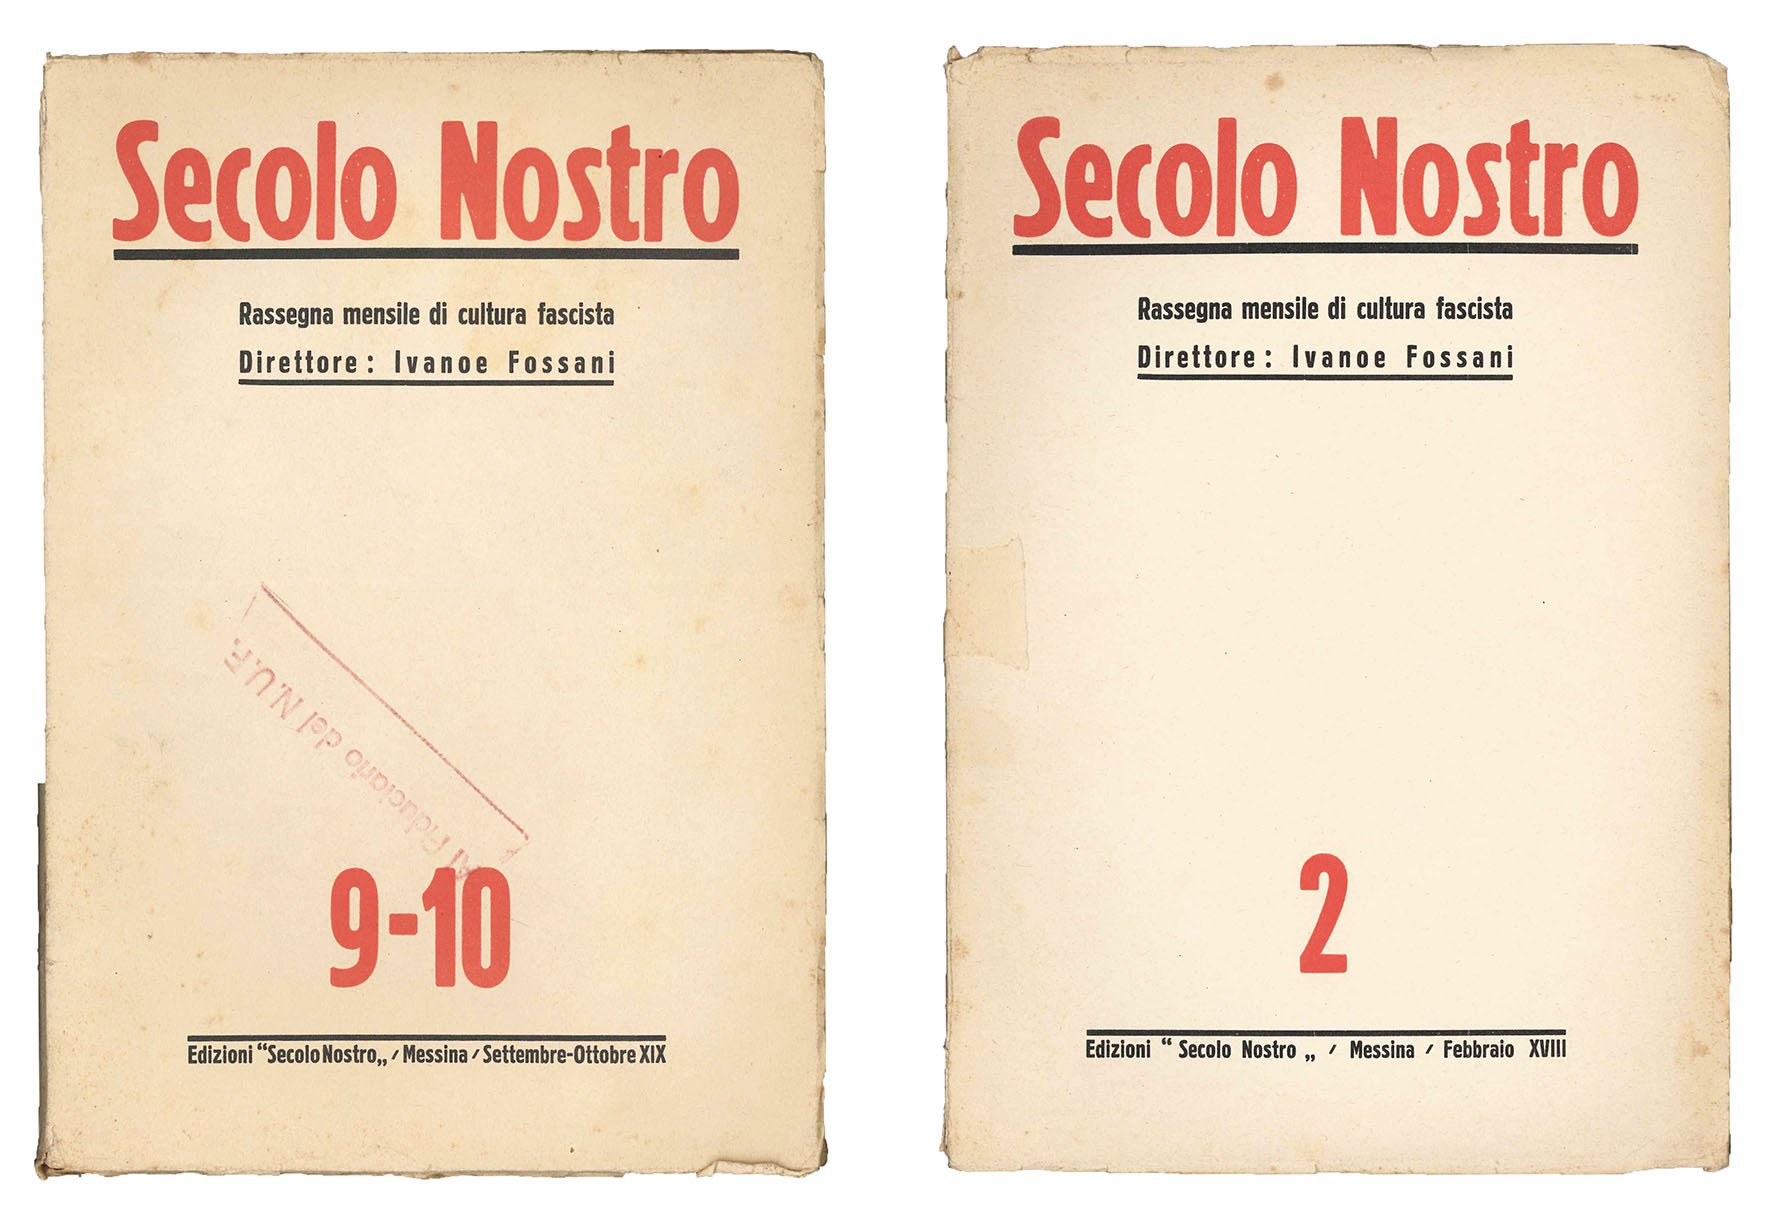 Secolo Nostro
Rassegna mensile di cultura fascista
Direttore: Ivanoe Fossani
Al Fiduciario del N.U.F.
9-10
Edizioni “Secolo Nostro„ / Messina / Settembre-Ottobre XIX
Secolo Nostro
Rassegna mensile di cultura fascista
Direttore: Ivanoe Fossani
2
Edizioni “ Secolo Nostro „ / Messina / Febbraio XVIII